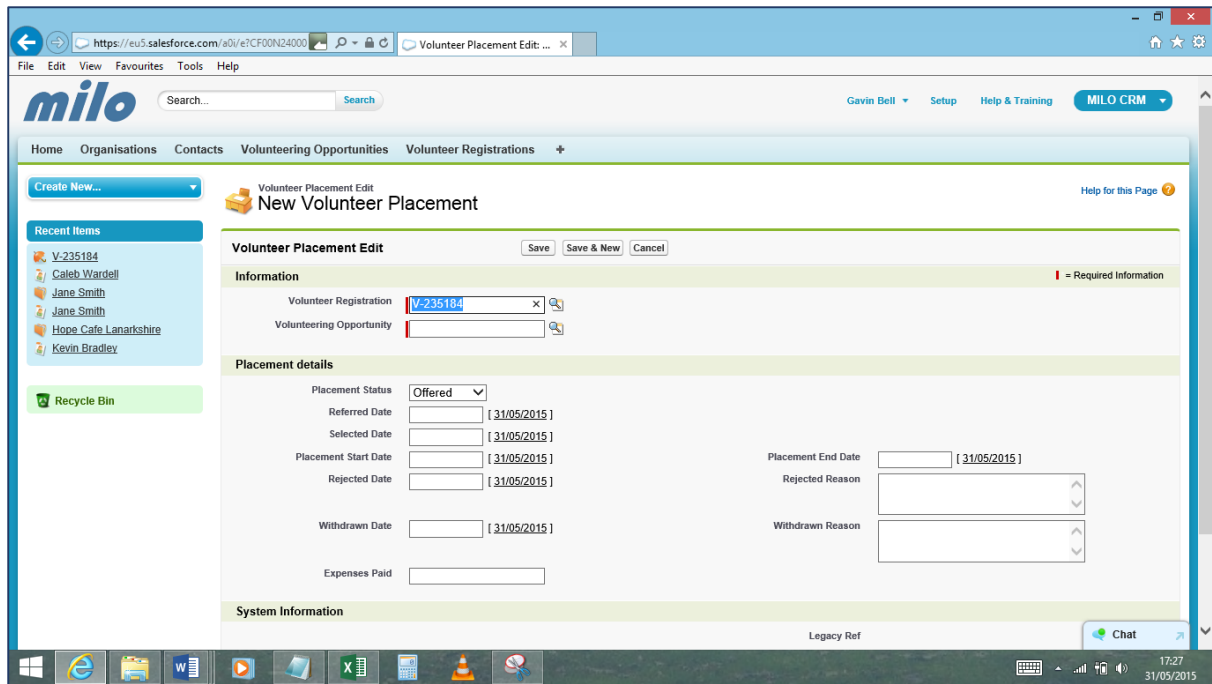 https://eu5.salesforce.com/a0i/e?CF00N24000
Volunteer Placement Edit: ...
File Edit View Favourites Tools Help
milo
Search...
Search
Gavin Bell
Setup
Help & Training
MILO CRM
Home Organisations Contacts Volunteering Opportunities Volunteer Registrations +
Create New...
Recent Items
V-235184
Caleb Wardell
Jane Smith
Jane Smith
Hope Cafe Lanarkshire
Kevin Bradley
Recycle Bin
Volunteer Placement Edit
New Volunteer Placement
Help for this Page
Volunteer Placement Edit
Save Save & New Cancel
Information
= Required Information
Volunteer Registration V-235184
Volunteering Opportunity
Placement details
Placement Status Offered
Referred Date [ 31/05/2015 ]
Selected Date [ 31/05/2015 ]
Placement Start Date [ 31/05/2015 ] Placement End Date [ 31/05/2015 ]
Rejected Date [ 31/05/2015 ] Rejected Reason
Withdrawn Date [ 31/05/2015 ] Withdrawn Reason
Expenses Paid
System Information
Legacy Ref
Chat
17:27
31/05/2015